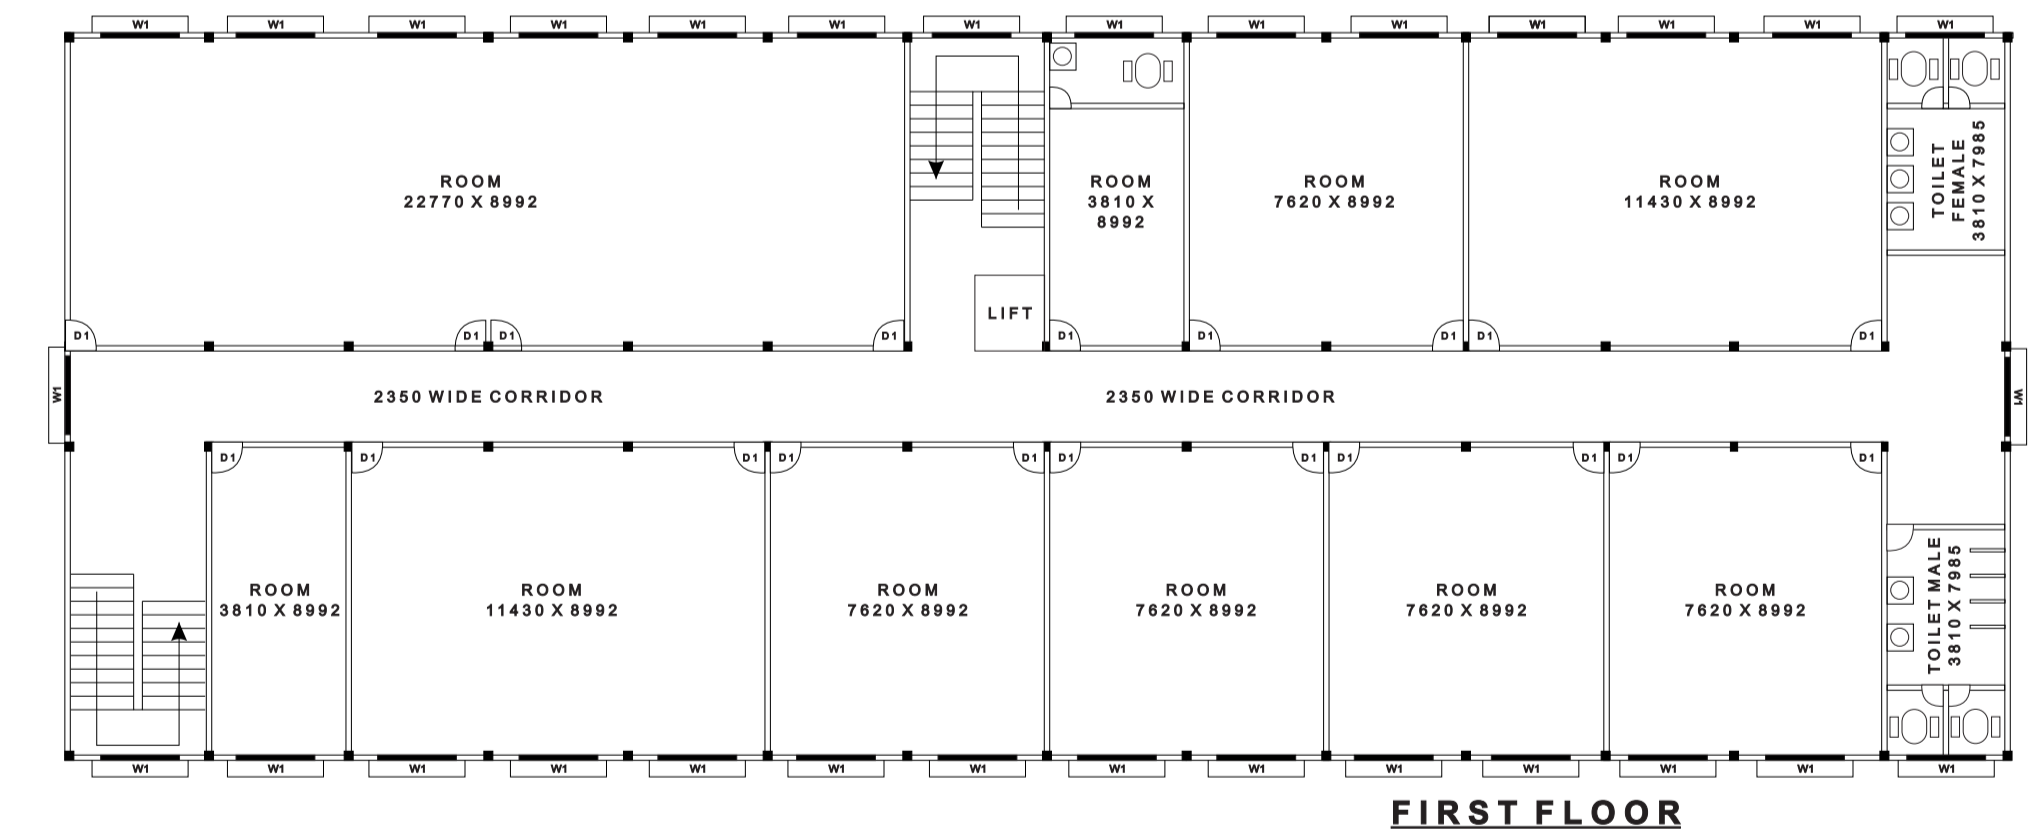 W1 W1 W1 W1 W1 W1 W1 W1 W1 W1 W1 W1 W1 W1
ROOM
22770 X 8992
ROOM
3810 X
8992
ROOM
7620 X 8992
ROOM
11430 X 8992
TOILET
FEMALE
3810 X 7985
LIFT
D1 D1 D1 D1 D1 D1 D1 D1 D1
W1
2350 WIDE CORRIDOR
2350 WIDE CORRIDOR
W1
D1 D1 D1 D1 D1 D1 D1 D1 D1 D1 D1
ROOM
3810 X 8992
ROOM
11430 X 8992
ROOM
7620 X 8992
ROOM
7620 X 8992
ROOM
7620 X 8992
ROOM
7620 X 8992
TOILET MALE
3810 X 7985
W1 W1 W1 W1 W1 W1 W1 W1 W1 W1 W1 W1 W1 W1
FIRST FLOOR